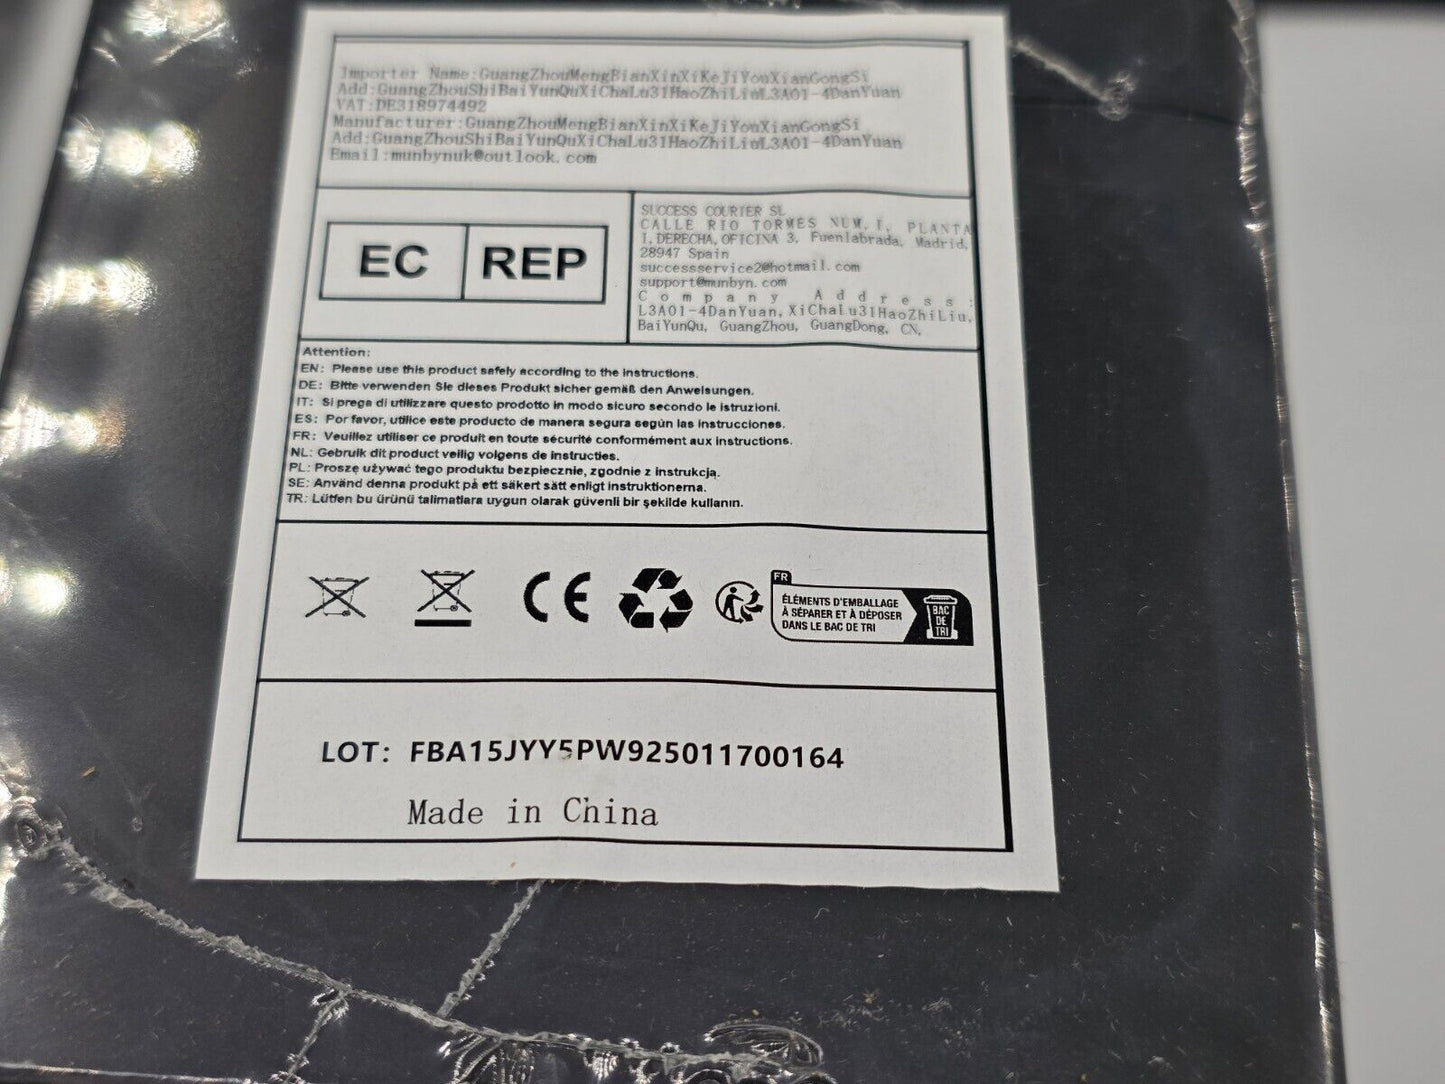 Importer Name:GuangZhouMengBianXinXiKeJiYouXianGongSi
Add:GuangZhouShiBaiYunQuXiChaLu31HaoZhiLiuL3A01-4DanYuan
VAT:DE318974492
Manufacturer:GuangZhouMengBianXinXiKeJiYouXianGongSi
Add:GuangZhouShiBaiYunQuXiChaLu31HaoZhiLiuL3A01-4DanYuan
Email:munbynuk@outlook.com
EC REP
SUCCESS COURIER SL
CALLE RIO TORMES NUM.1, PLANTA
1,DERECHA,OFICINA 3, Fuenlabrada, Madrid,
28947 Spain
successservice2@hotmail.com
support@munbyn.com
Company Address:
L3A01-4DanYuan,XiChaLu31HaoZhiLiu,
BaiYunQu, GuangZhou, GuangDong, CN,
Attention:
EN: Please use this product safely according to the instructions.
DE: Bitte verwenden Sie dieses Produkt sicher gemäß den Anweisungen.
IT: Si prega di utilizzare questo prodotto in modo sicuro secondo le istruzioni.
ES: Por favor, utilice este producto de manera segura según las instrucciones.
FR: Veuillez utiliser ce produit en toute sécurité conformément aux instructions.
NL: Gebruik dit product veilig volgens de instructies.
PL: Proszę używać tego produktu bezpiecznie, zgodnie z instrukcją.
SE: Använd denna produkt på ett säkert sätt enligt instruktionerna.
TR: Lütfen bu ürünü talimatlara uygun olarak güvenli bir şekilde kullanın.
CE
FR
ÉLÉMENTS D'EMBALLAGE
À SÉPARER ET À DÉPOSER
DANS LE BAC DE TRI
BAC
DE
TRI
LOT: FBA15JYY5PW925011700164
Made in China